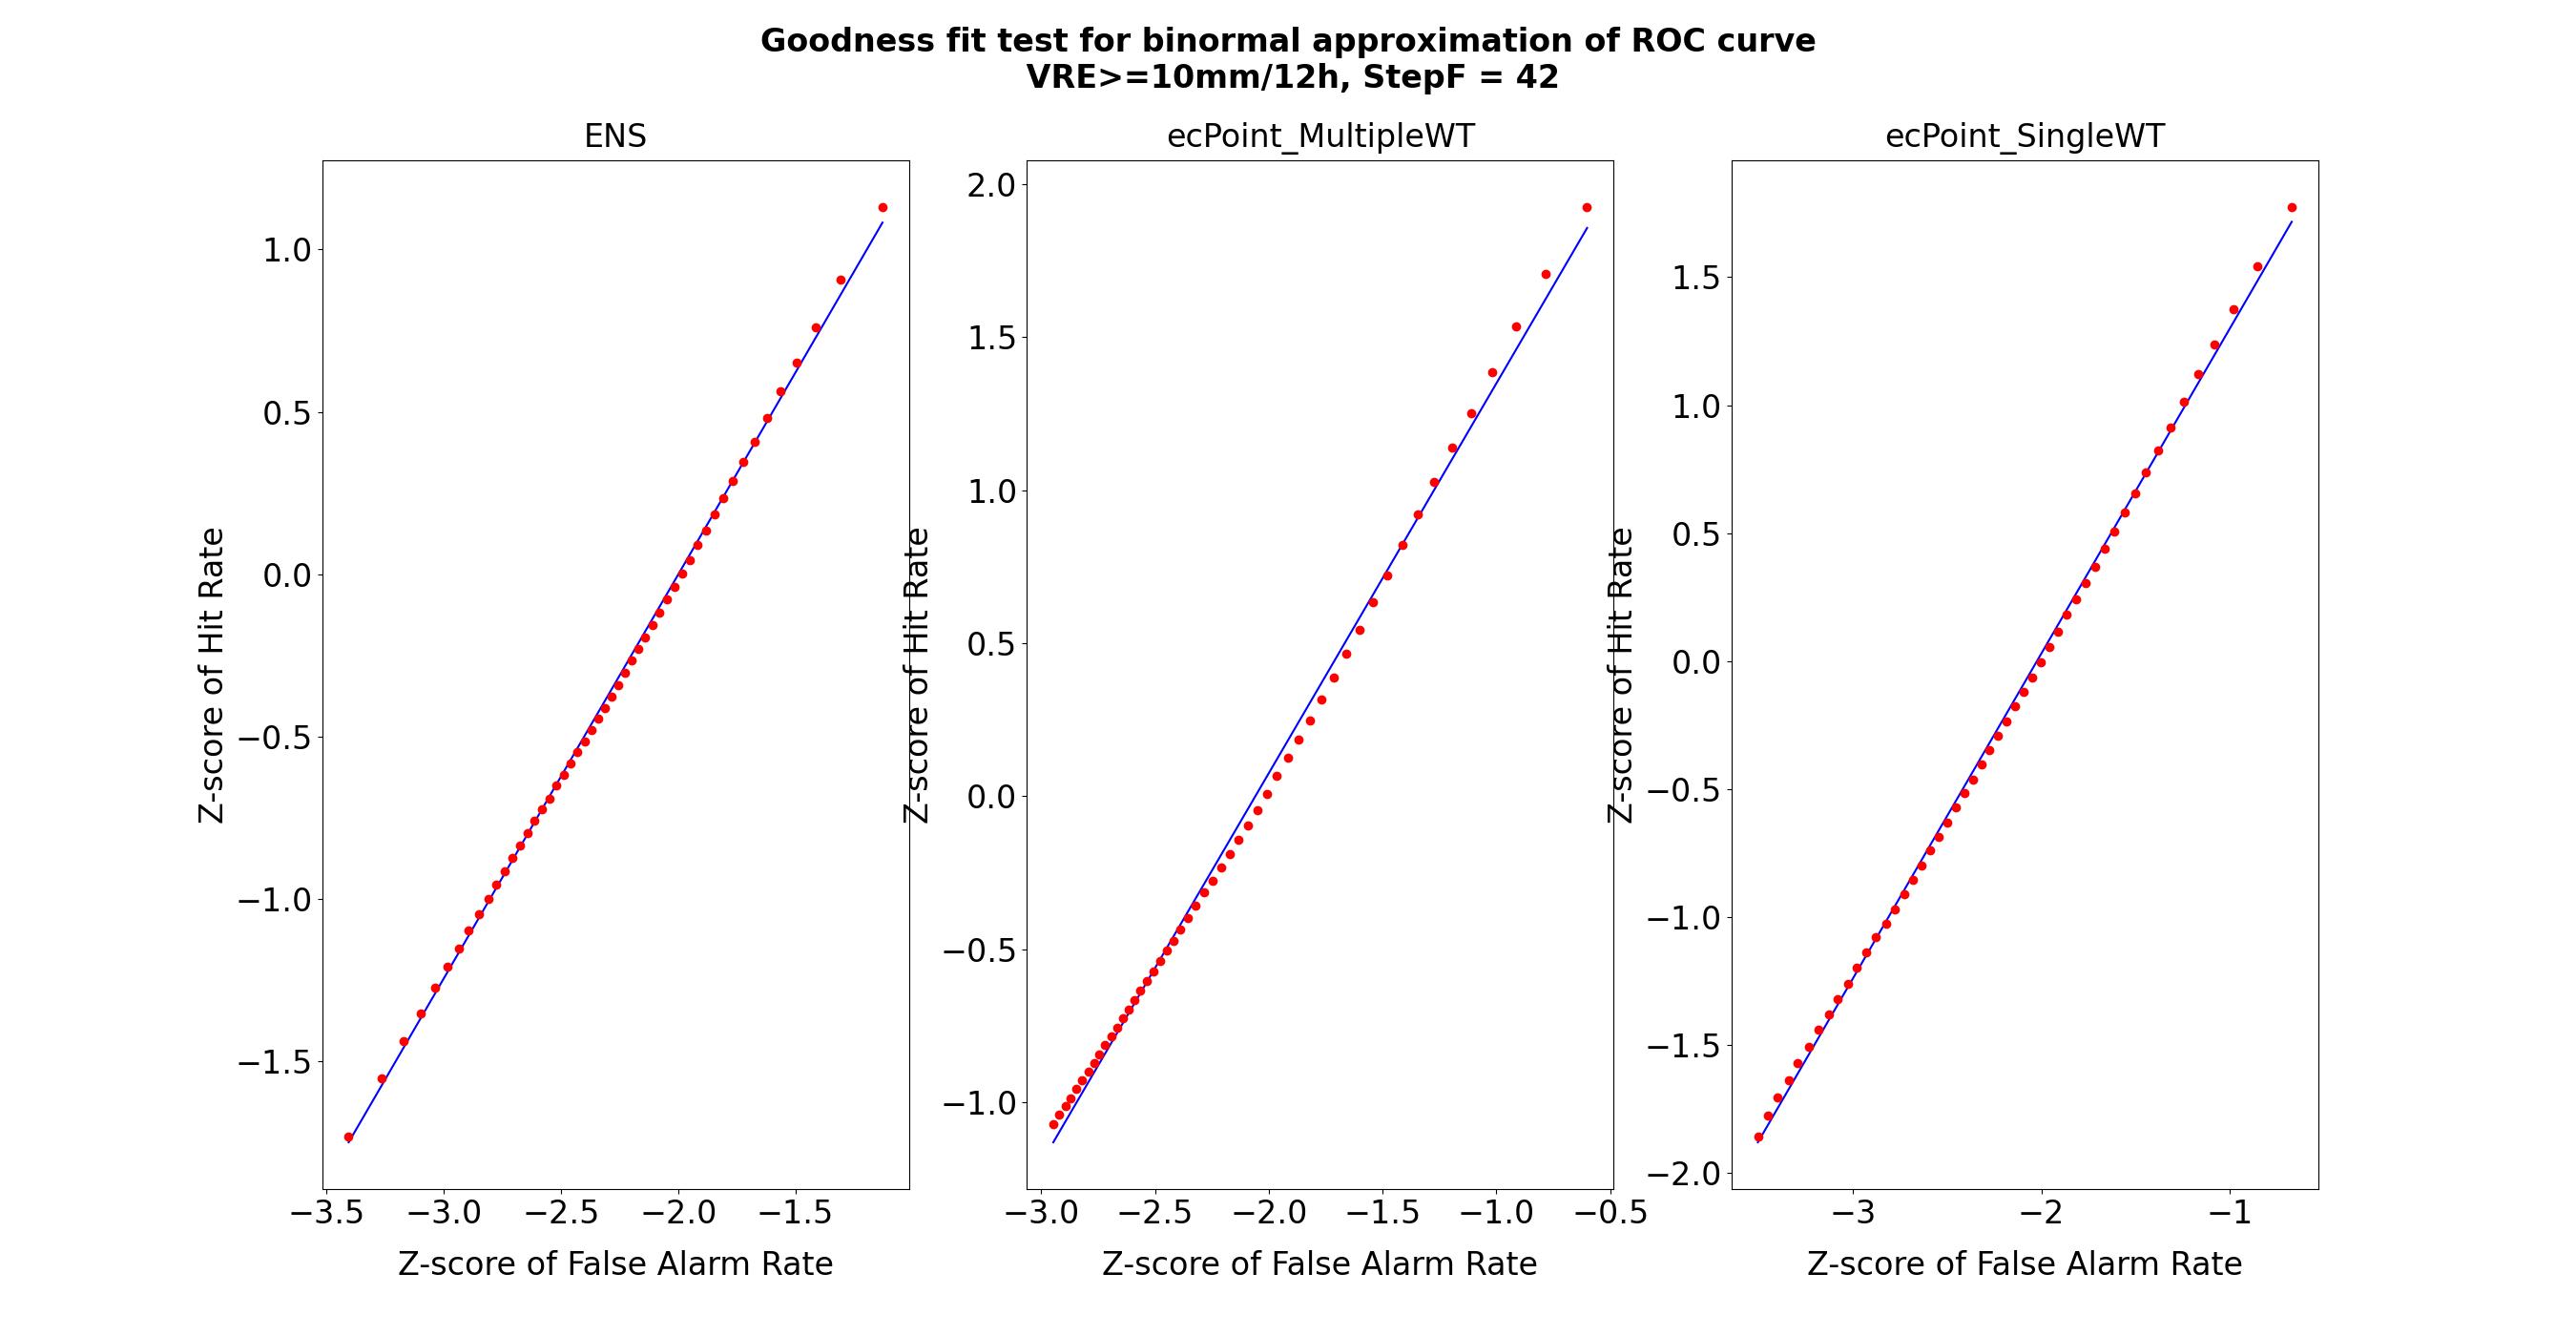 Goodness fit test for binormal approximation of ROC curve
VRE>=10mm/12h, StepF = 42
ENS
1.0
0.5
0.0
−0.5
−1.0
−1.5
Z-score of Hit Rate
−3.5 −3.0 −2.5 −2.0 −1.5
Z-score of False Alarm Rate
ecPoint_MultipleWT
2.0
1.5
1.0
0.5
0.0
−0.5
−1.0
Z-score of Hit Rate
−3.0 −2.5 −2.0 −1.5 −1.0 −0.5
Z-score of False Alarm Rate
ecPoint_SingleWT
1.5
1.0
0.5
0.0
−0.5
−1.0
−1.5
−2.0
Z-score of Hit Rate
−3 −2 −1
Z-score of False Alarm Rate